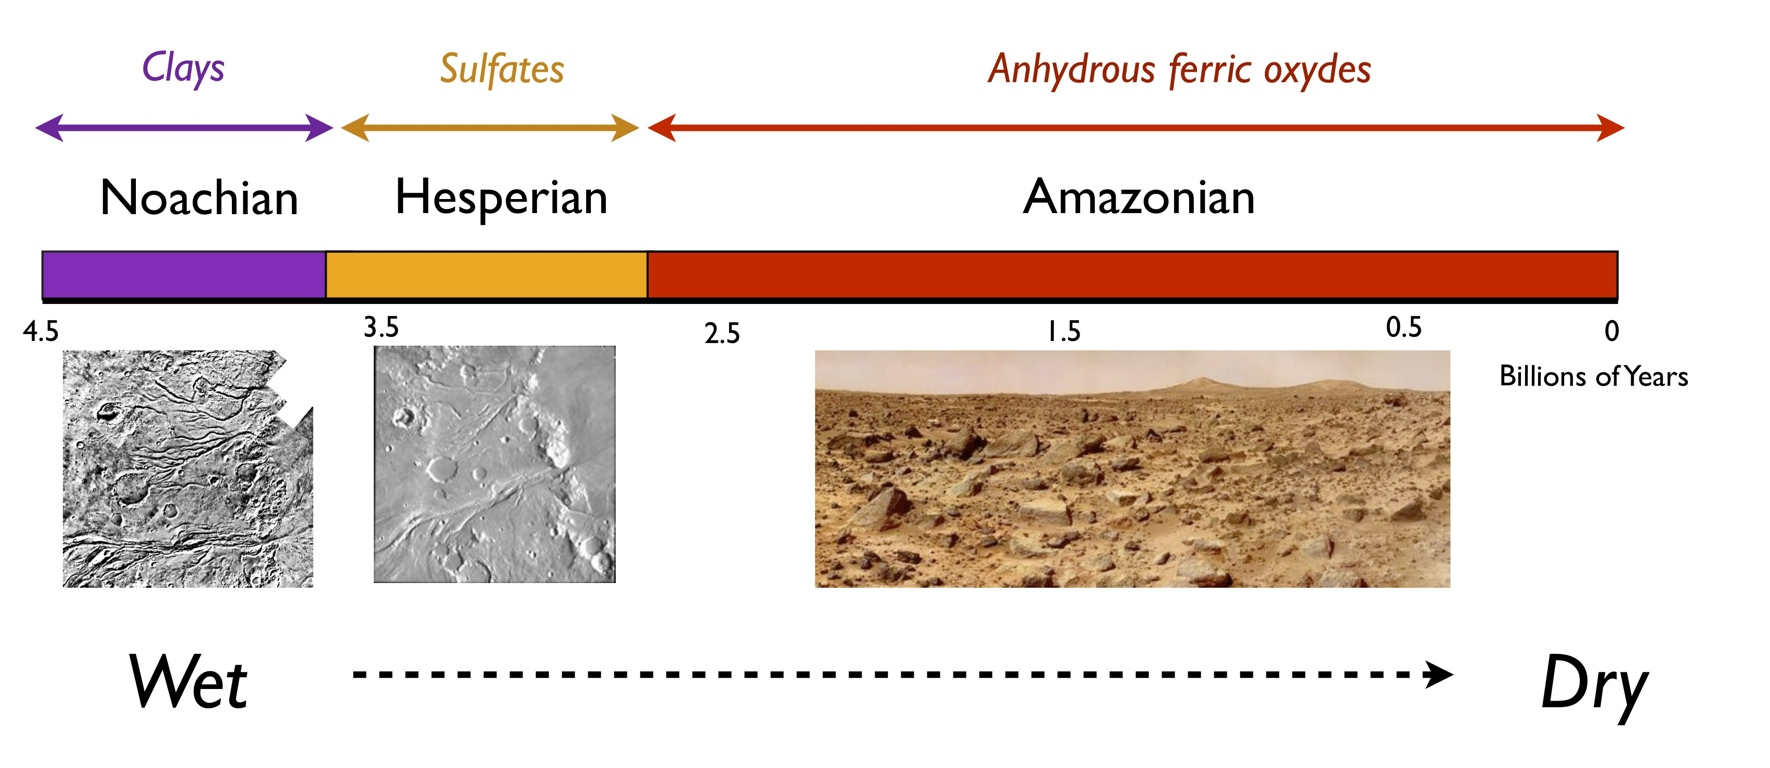 Clays
Sulfates
Anhydrous ferric oxydes
Noachian
Hesperian
Amazonian
4.5
3.5
2.5
1.5
0.5
0
Billions of Years
Wet
Dry